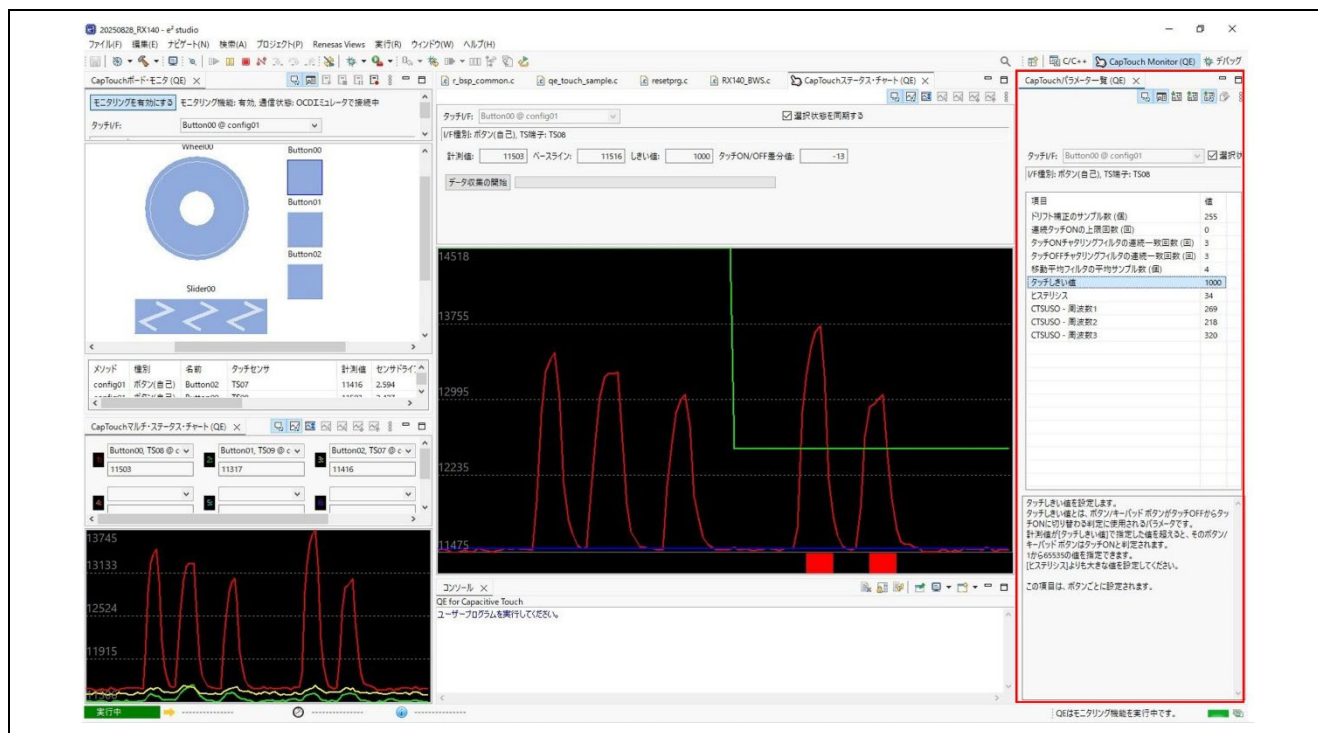 20250828_RX140 - e² studio
ファイル(F) 編集(E) ナビゲート(N) 検索(A) プロジェクト(P) Renesas Views 実行(R) ウィンドウ(W) ヘルプ(H)
C/C++ CapTouch Monitor (QE) デバッグ
CapTouchボード・モニタ (QE)
モニタリングを有効にする モニタリング機能: 有効, 通信状態: OCDエミュレータで接続中
タッチI/F: Button00 @ config01
Wheel00
Button00
Button01
Button02
Slider00
メソッド 種別 名前 タッチセンサ 計測値 センサドライ
config01 ボタン(自己) Button02 TS07 11416 2.594
CapTouchマルチ・ステータス・チャート (QE)
1: Button00, TS08 @ c 2: Button01, TS09 @ c 3: Button02, TS07 @ c
11503 11317 11416
4: 5:
13745
13133
12524
11915
r_bsp_common.c qe_touch_sample.c resetprg.c RX140_BWS.c CapTouchステータス・チャート (QE)
タッチI/F: Button00 @ config01 選択状態を同期する
I/F種別: ボタン(自己), TS端子: TS08
計測値: 11503 ベースライン: 11516 しきい値: 1000 タッチON/OFF差分値: -13
データ収集の開始
14518
13755
12995
12235
11475
コンソール
QE for Capacitive Touch
ユーザープログラムを実行してください。
CapTouchパラメータ一覧 (QE)
タッチI/F: Button00 @ config01 選択状
I/F種別: ボタン(自己), TS端子: TS08
項目 値
ドリフト補正のサンプル数 (個) 255
連続タッチONの上限回数 (回) 0
タッチONチャタリングフィルタの連続一致回数 (回) 3
タッチOFFチャタリングフィルタの連続一致回数 (回) 3
移動平均フィルタの平均サンプル数 (個) 4
タッチしきい値 1000
ヒステリシス 34
CTSUSO - 周波数1 269
CTSUSO - 周波数2 218
CTSUSO - 周波数3 320
タッチしきい値を設定します。
タッチしきい値とは、ボタン/キーパッド ボタンがタッチOFFからタッ
チONに切り替わる判定に使用されるパラメータです。
計測値が[タッチしきい値]で指定した値を超えると、そのボタン/
キーパッド ボタンはタッチONと判定されます。
1から65535の値を指定できます。
[ヒステリシス]よりも大きな値を設定してください。
この項目は、ボタンごとに設定されます。
実行中 --------------- --------------- ---------------
QEはモニタリング機能を実行中です。